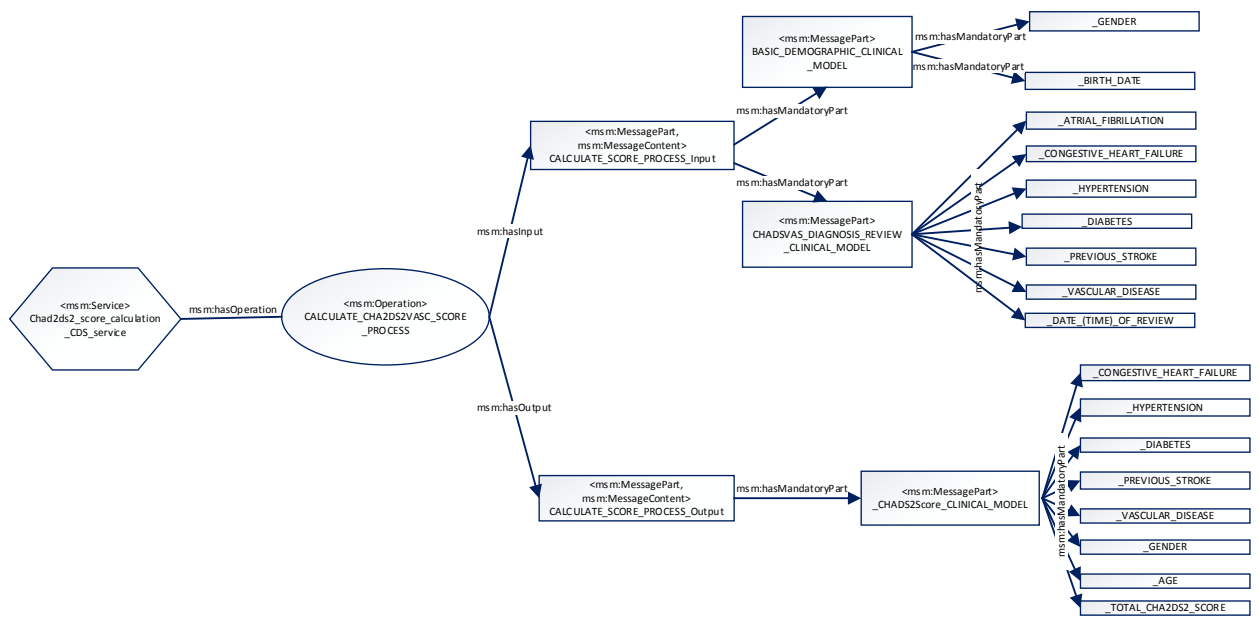 <msm:Service>
Chad2ds2_score_calculation
_CDS_service
msm:hasOperation
<msm:Operation>
CALCULATE_CHA2DS2VASC_SCORE
_PROCESS
msm:hasInput
msm:hasOutput
<msm:MessagePart,
msm:MessageContent>
CALCULATE_SCORE_PROCESS_Input
msm:hasMandatoryPart
msm:hasMandatoryPart
<msm:MessagePart>
BASIC_DEMOGRAPHIC_CLINICAL
_MODEL
msm:hasMandatoryPart
msm:hasMandatoryPart
_GENDER
_BIRTH_DATE
<msm:MessagePart>
CHADSVAS_DIAGNOSIS_REVIEW
_CLINICAL_MODEL
msm:hasMandatoryPart
_ATRIAL_FIBRILLATION
_CONGESTIVE_HEART_FAILURE
_HYPERTENSION
_DIABETES
_PREVIOUS_STROKE
_VASCULAR_DISEASE
_DATE_(TIME)_OF_REVIEW
<msm:MessagePart,
msm:MessageContent>
CALCULATE_SCORE_PROCESS_Output
msm:hasMandatoryPart
<msm:MessagePart>
_CHADS2Score_CLINICAL_MODEL
msm:hasMandatoryPart
_CONGESTIVE_HEART_FAILURE
_HYPERTENSION
_DIABETES
_PREVIOUS_STROKE
_VASCULAR_DISEASE
_GENDER
_AGE
_TOTAL_CHA2DS2_SCORE